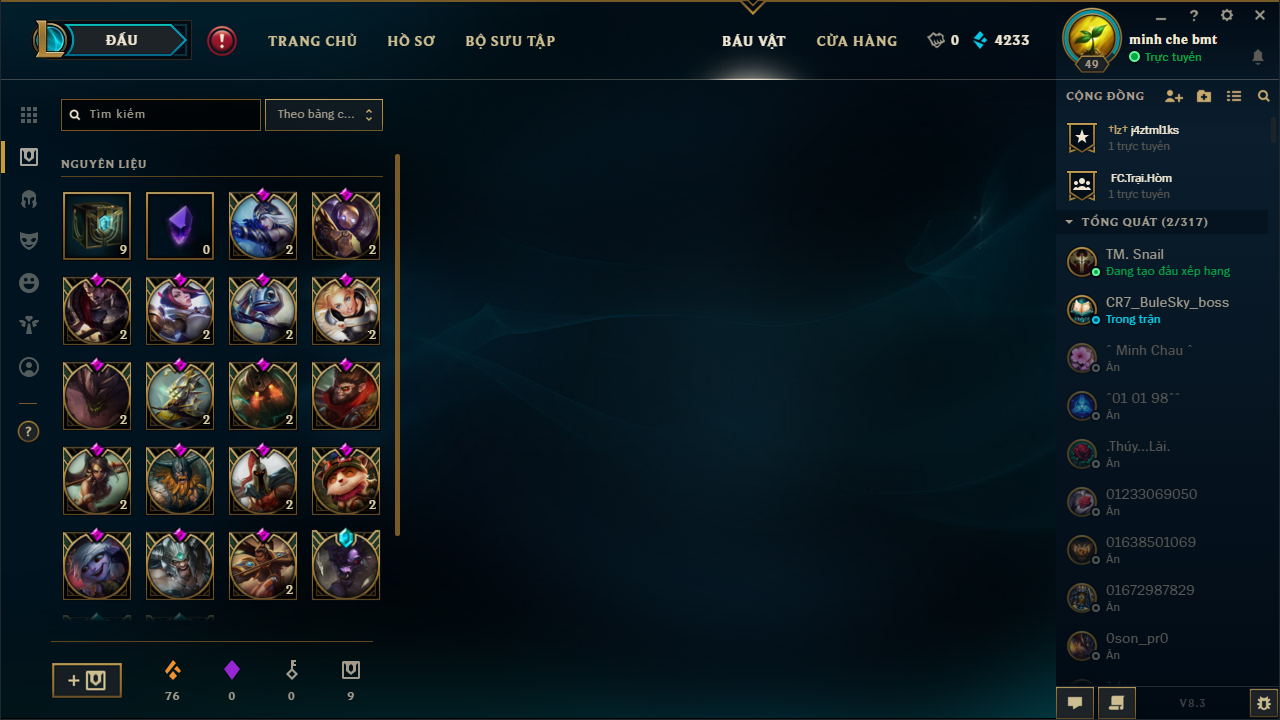 ĐẤU
!
TRANG CHỦ
HỒ SƠ
BỘ SƯU TẬP
BÁU VẬT
CỬA HÀNG
0
4233
?
49
minh che bmt
Trực tuyến
Tìm kiếm
Theo bảng c...
NGUYÊN LIỆU
9
0
2
2
2
2
2
2
2
2
2
2
2
2
2
?
+
76
0
0
9
CỘNG ĐỒNG
†lz† j4ztml1ks
1 trực tuyến
FC.Trại.Hòm
1 trực tuyến
TỔNG QUÁT (2/317)
TM. Snail
Đang tạo đấu xếp hạng
CR7_BuleSky_boss
Trong trận
ˆ Minh Chau ˆ
Ẩn
ˆ01 01 98ˆˆ
Ẩn
.Thúy...Lài.
Ẩn
01233069050
Ẩn
01638501069
Ẩn
01672987829
Ẩn
0son_pr0
Ẩn
V8.3